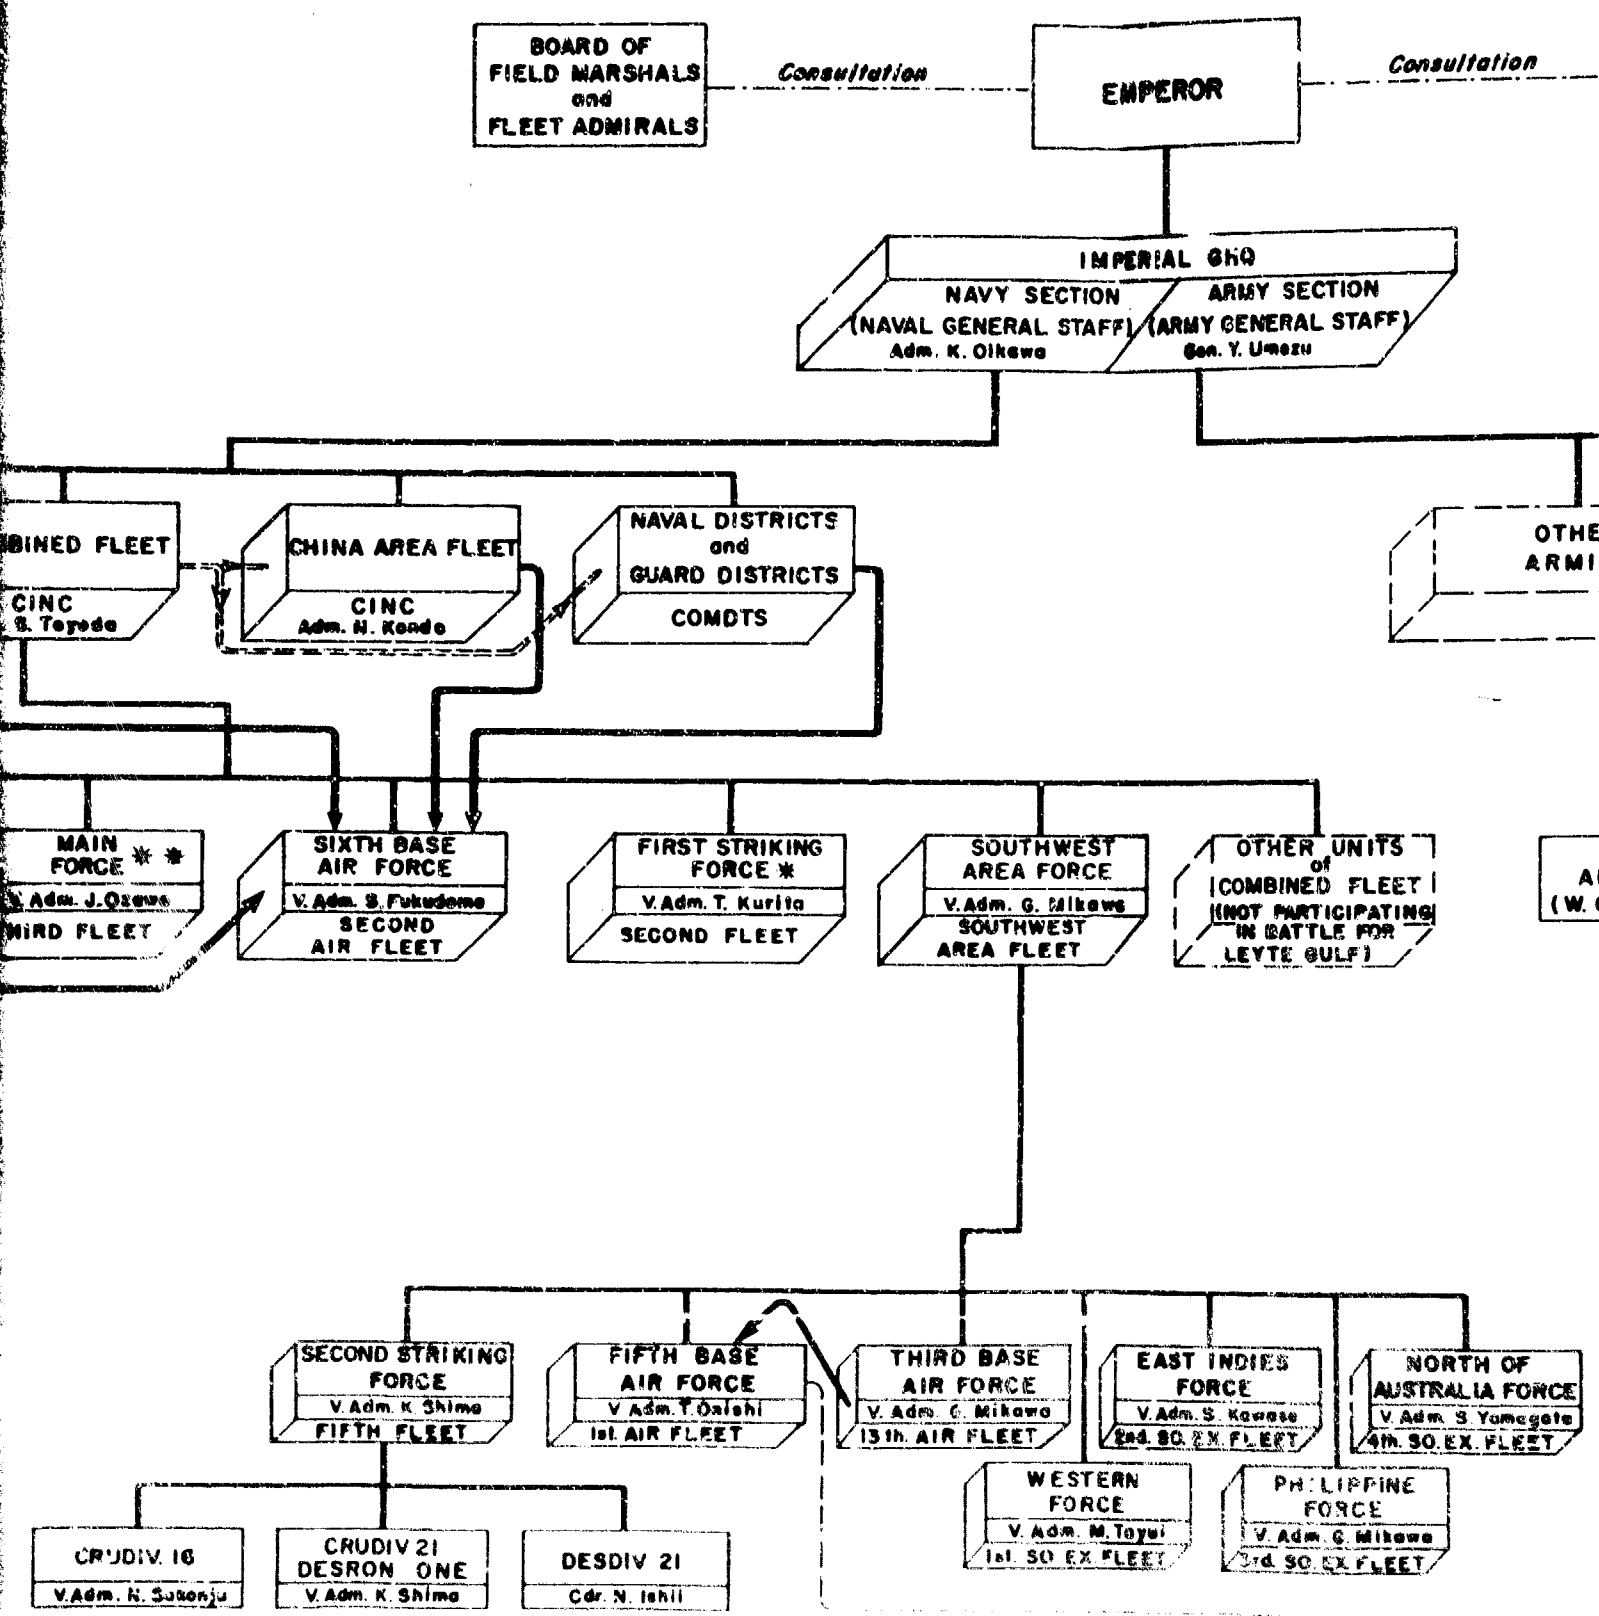 BOARD OF
FIELD MARSHALS
and
FLEET ADMIRALS
Consultation
EMPEROR
Consultation
IMPERIAL GHQ
NAVY SECTION
(NAVAL GENERAL STAFF)
Adm. K. Oikawa
ARMY SECTION
(ARMY GENERAL STAFF)
Gen. Y. Umezu
BINED FLEET
CINC
S. Toyoda
CHINA AREA FLEET
CINC
Adm. N. Kondo
NAVAL DISTRICTS
and
GUARD DISTRICTS
COMDTS
OTHE
ARMI
MAIN
FORCE * *
V. Adm. J. Ozawa
HIRD FLEET
SIXTH BASE
AIR FORCE
V. Adm. S. Fukudome
SECOND
AIR FLEET
FIRST STRIKING
FORCE *
V. Adm. T. Kurita
SECOND FLEET
SOUTHWEST
AREA FORCE
V. Adm. G. Mikawa
SOUTHWEST
AREA FLEET
OTHER UNITS
of
COMBINED FLEET
(NOT PARTICIPATING
IN BATTLE FOR
LEYTE GULF)
A
(W.
SECOND STRIKING
FORCE
V. Adm. K. Shima
FIFTH FLEET
FIFTH BASE
AIR FORCE
V. Adm. T. Onishi
1st. AIR FLEET
THIRD BASE
AIR FORCE
V. Adm. G. Mikawa
13th. AIR FLEET
EAST INDIES
FORCE
V. Adm. S. Kawase
2nd. SO. EX. FLEET
NORTH OF
AUSTRALIA FORCE
V. Adm S. Yamagata
4th. SO. EX. FLEET
WESTERN
FORCE
V. Adm. M. Toyui
1st. SO EX FLEET
PHILIPPINE
FORCE
V. Adm. G. Mikawa
3rd. SO. EX FLEET
CRUDIV. 16
V. Adm. N. Sakonju
CRUDIV 21
DESRON ONE
V. Adm. K. Shima
DESDIV 21
Cdr. N. Ishii